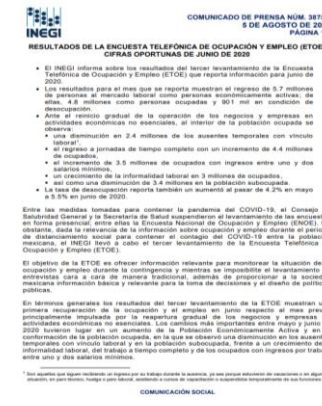 INEGI
COMUNICADO DE PRENSA NÚM. 387/
5 DE AGOSTO DE 20
PÁGINA
RESULTADOS DE LA ENCUESTA TELEFÓNICA DE OCUPACIÓN Y EMPLEO (ETOE
CIFRAS OPORTUNAS DE JUNIO DE 2020
• El INEGI informa sobre los resultados del tercer levantamiento de la Encuesta
Telefónica de Ocupación y Empleo (ETOE) que reporta información para junio de
2020.
• Los resultados para el mes que se reporta muestran el regreso de 5.7 millones
de personas al mercado laboral como personas económicamente activas; de
ellas, 4.8 millones como personas ocupadas y 901 mil en condición de
desocupación.
• Ante el reinicio gradual de la operación de los negocios y empresas en
actividades económicas no esenciales, al interior de la población ocupada se
observa:
• una disminución en 2.4 millones de los ausentes temporales con vínculo
laboral¹,
• el regreso a jornadas de tiempo completo con un incremento de 4.4 millones
de ocupados,
• el incremento de 3.5 millones de ocupados con ingresos entre uno y dos
salarios mínimos,
• un crecimiento de la informalidad laboral en 3 millones de ocupados,
• así como una disminución de 3.4 millones en la población subocupada.
• La tasa de desocupación reporta también un aumento al pasar de 4.2% en mayo
a 5.5% en junio de 2020.
Entre las medidas tomadas para contener la pandemia del COVID-19, el Consejo
Salubridad General y la Secretaría de Salud suspendieron el levantamiento de las encuest
en forma presencial; entre ellas la Encuesta Nacional de Ocupación y Empleo (ENOE).
obstante, dada la relevancia de la información sobre ocupación y empleo durante el perio
de distanciamiento social para contener el contagio del COVID-19 entre la población
mexicana, el INEGI llevó a cabo el tercer levantamiento de la Encuesta Telefónica
Ocupación y Empleo (ETOE).
El objetivo de la ETOE es ofrecer información relevante para monitorear la situación de
ocupación y empleo durante la contingencia y mientras se imposibilite el levantamiento
entrevistas cara a cara de manera tradicional, además de proporcionar a la socied
mexicana información básica y relevante para la toma de decisiones y el diseño de polític
públicas.
En términos generales los resultados del tercer levantamiento de la ETOE muestran u
primera recuperación de la ocupación y el empleo en junio respecto al mes prev
principalmente impulsada por la reapertura gradual de los negocios y empresas
actividades económicas no esenciales. Los cambios más importantes entre mayo y junio
2020 tuvieron lugar en un aumento de la Población Económicamente Activa y en
conformación de la población ocupada, en la que se observó una disminución en los ausent
temporales con vínculo laboral y en la población subocupada, frente a un crecimiento de
informalidad laboral, del trabajo a tiempo completo y de los ocupados con ingresos por trab
entre uno y dos salarios mínimos.
COMUNICACIÓN SOCIAL